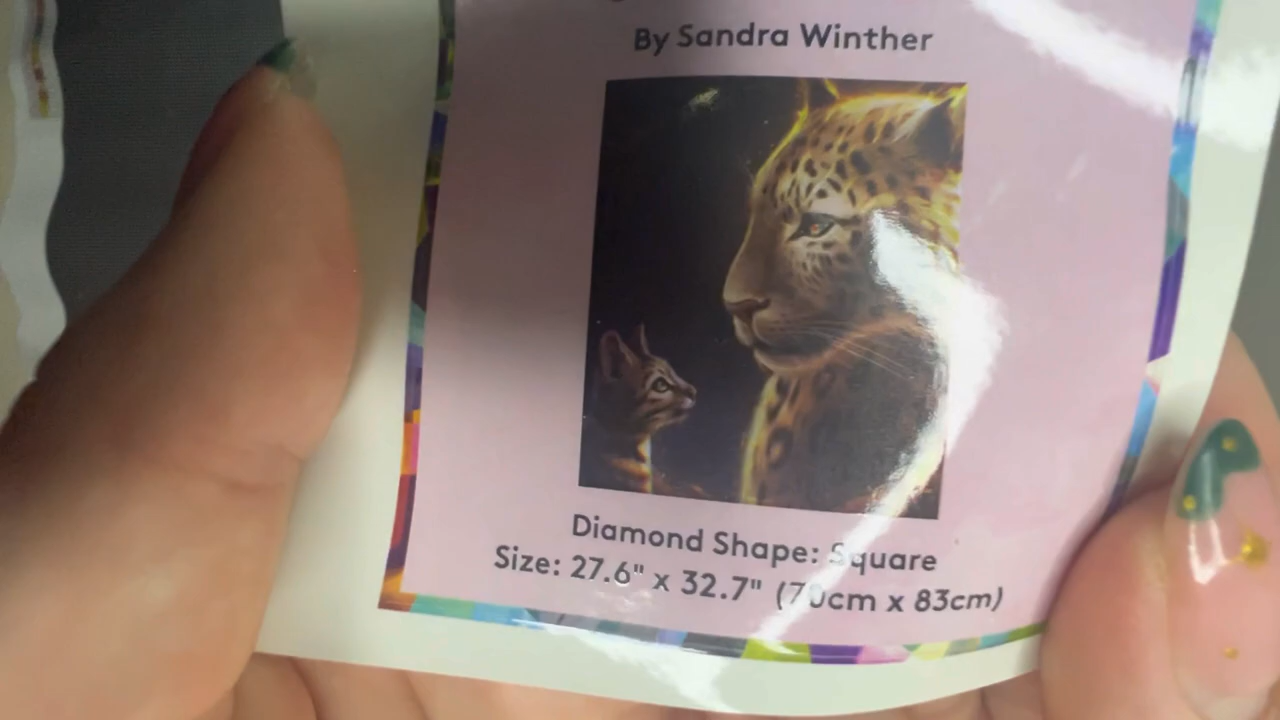 By Sandra Winther
Diamond Shape: Square
Size: 27.6" x 32.7" (70cm x 83cm)